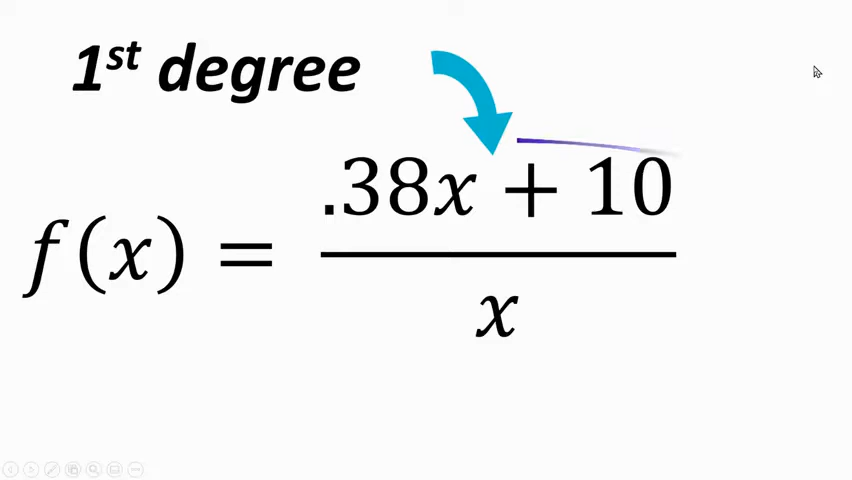 1st degree
f(x) = .38x + 10
x